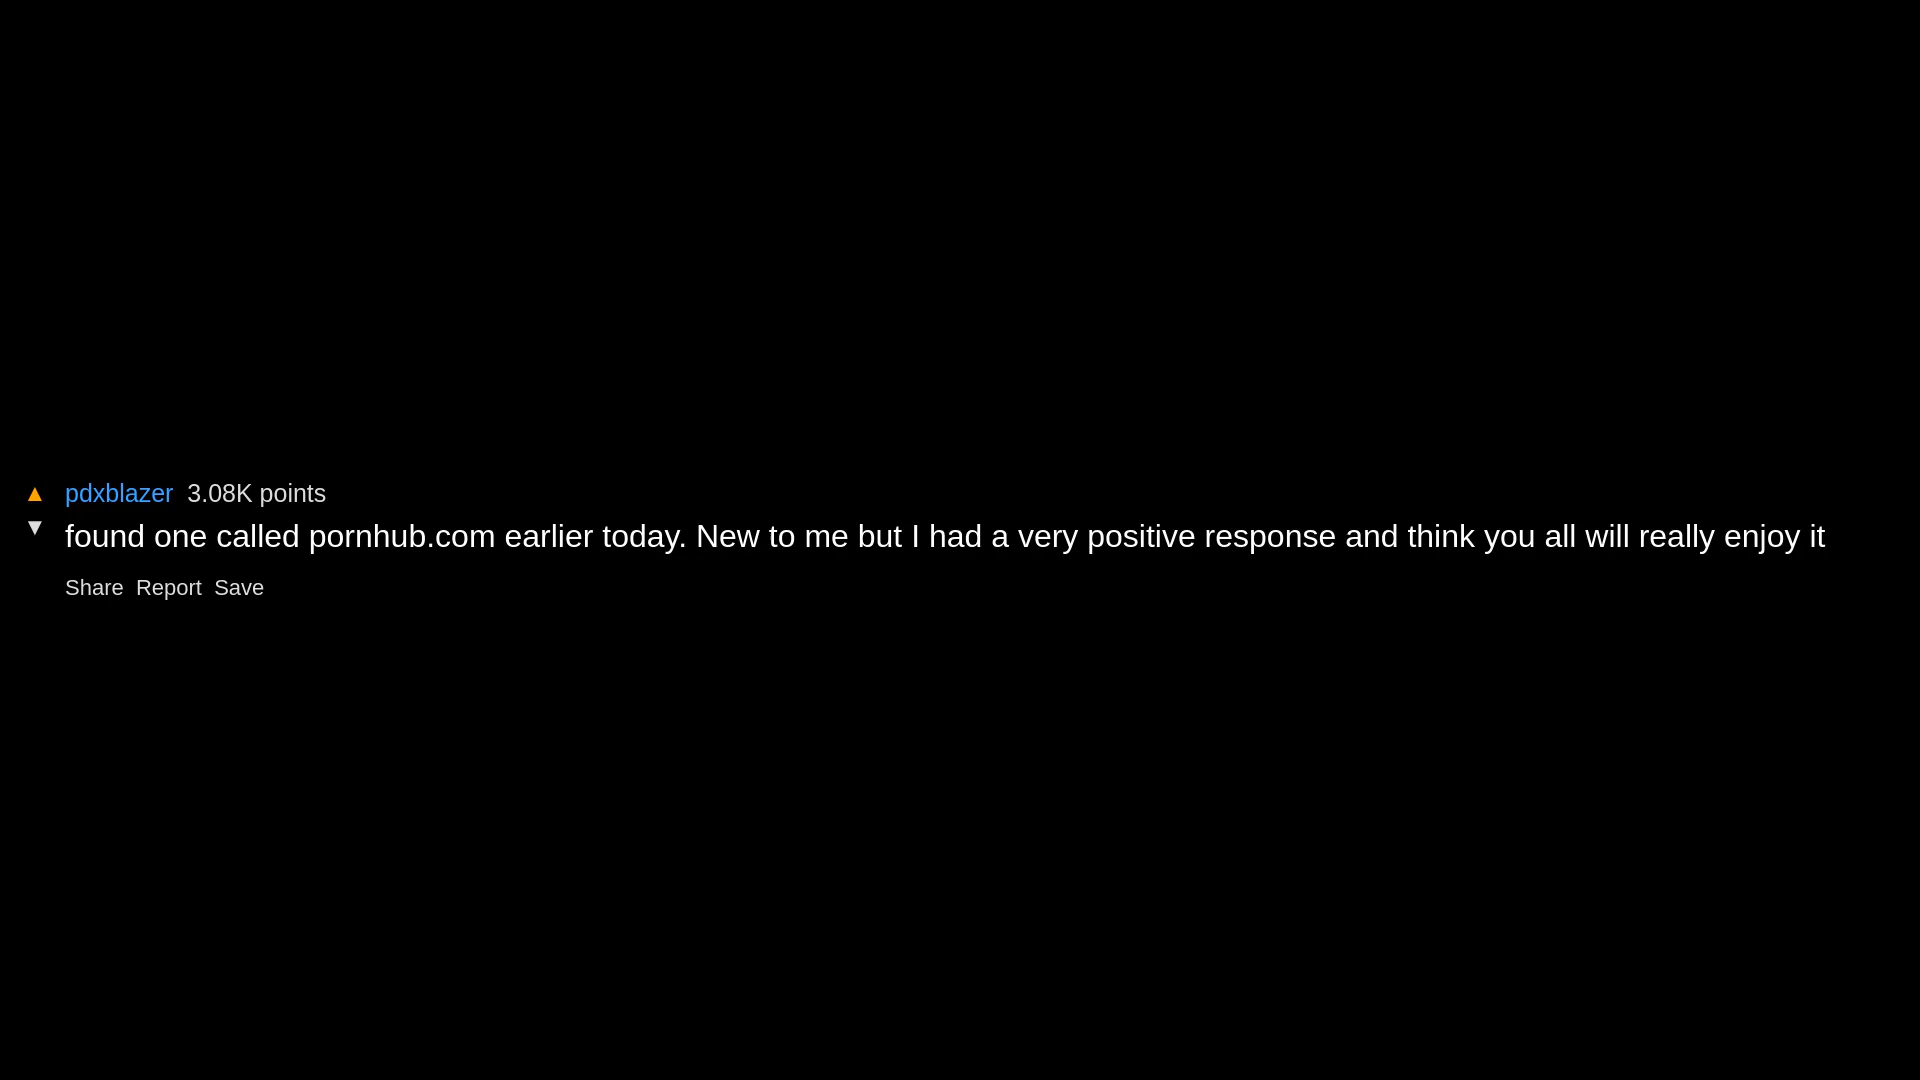 ▲ pdxblazer 3.08K points
▼ found one called pornhub.com earlier today. New to me but I had a very positive response and think you all will really enjoy it
Share Report Save